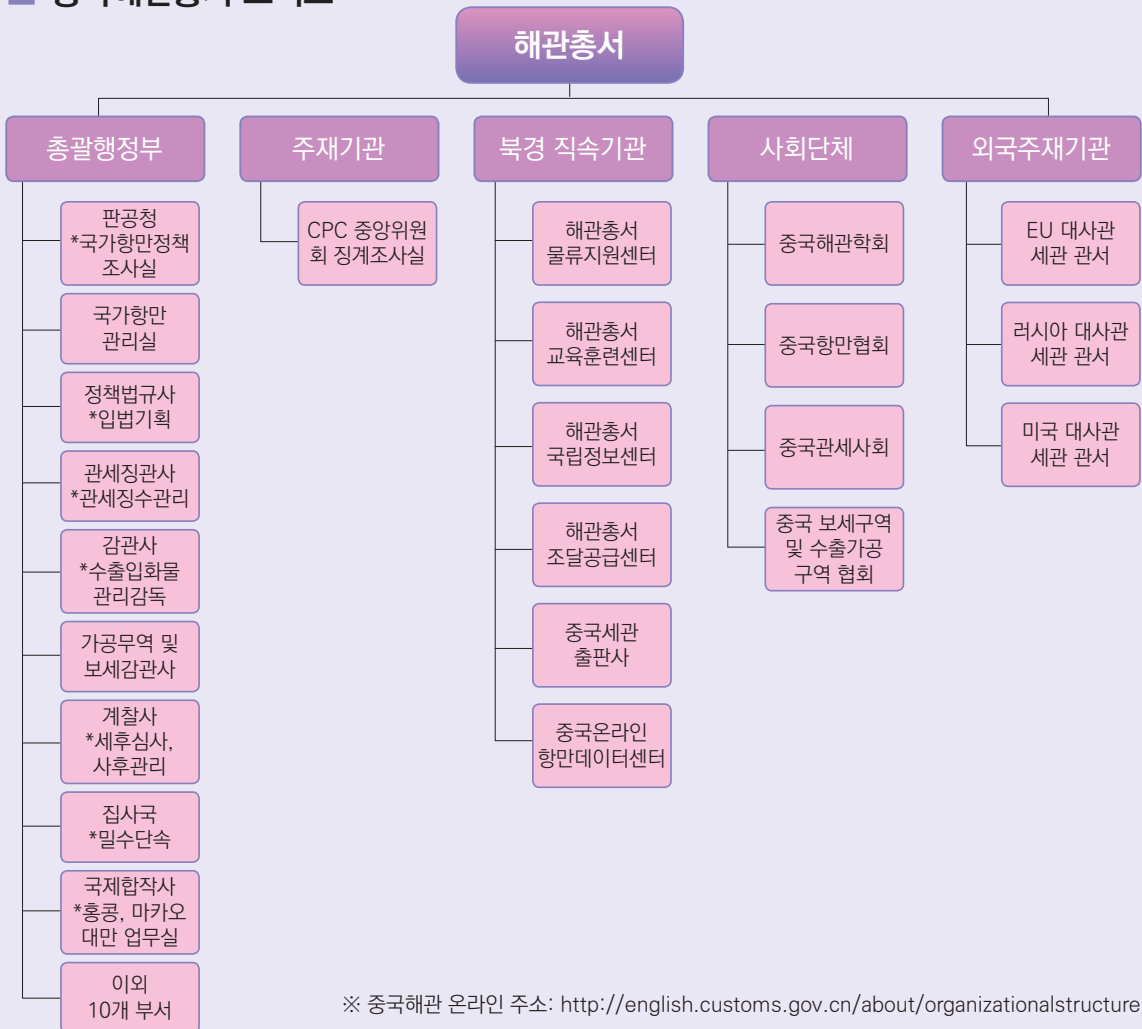 해관총서
총괄행정부
판공청
*국가항만정책
조사실
국가항만
관리실
정책법규사
*입법기획
관세징관사
*관세징수관리
감관사
*수출입화물
관리감독
가공무역 및
보세감관사
계찰사
*세후심사,
사후관리
집사국
*밀수단속
국제합작사
*홍콩, 마카오
대만 업무실
이외
10개 부서
주재기관
CPC 중앙위원
회 징계조사실
북경 직속기관
해관총서
물류지원센터
해관총서
교육훈련센터
해관총서
국립정보센터
해관총서
조달공급센터
중국세관
출판사
중국온라인
항만데이터센터
사회단체
중국해관학회
중국항만협회
중국관세사회
중국 보세구역
및 수출가공
구역 협회
외국주재기관
EU 대사관
세관 관서
러시아 대사관
세관 관서
미국 대사관
세관 관서
※ 중국해관 온라인 주소: http://english.customs.gov.cn/about/organizationalstructure